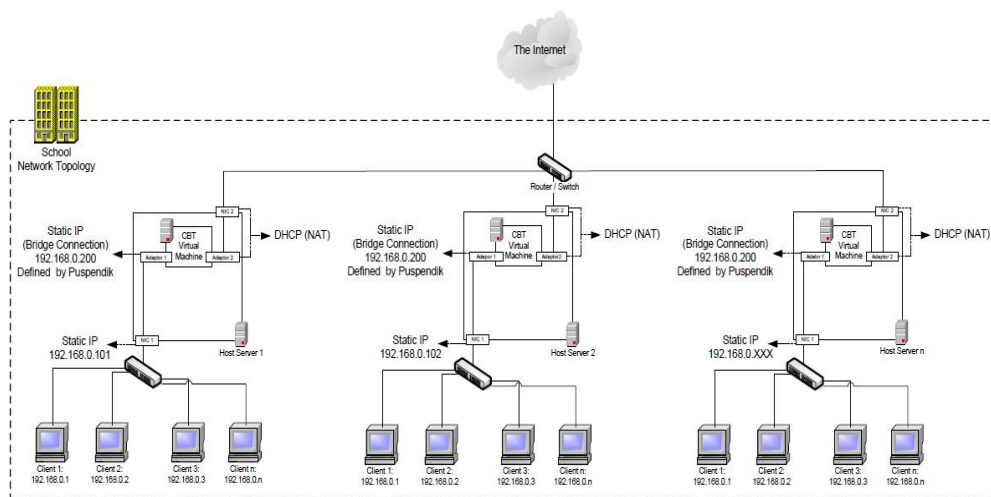 The Internet
School
Network Topology
Router / Switch
NIC 2
Static IP
(Bridge Connection)
192.168.0.200
Defined by Puspendik
CBT
Virtual
Machine
Adaptor 1
Adaptor 2
DHCP (NAT)
Static IP
192.168.0.101
NIC 1
Host Server 1
Client 1:
192.168.0.1
Client 2:
192.168.0.2
Client 3:
192.168.0.3
Client n:
192.168.0.n
NIC 2
Static IP
(Bridge Connection)
192.168.0.200
Defined by Puspendik
CBT
Virtual
Machine
Adapor 1
Adaptor2
DHCP (NAT)
Static IP
192.168.0.102
NIC 1
Host Server 2
Client 1:
192.168.0.1
Client 2:
192.168.0.2
Client 3:
192.168.0.3
Client n:
192.168.0.n
NIC 2
Static IP
(Bridge Connection)
192.168.0.200
Defined by Puspendik
CBT
Virtual
Machine
Adator 1
Adaptor 2
DHCP (NAT)
Static IP
192.168.0.XXX
NIC 1
Host Server n
Client 1:
192.168.0.1
Client 2:
192.168.0.2
Client 3:
192.168.0.3
Client n:
192.168.0.n